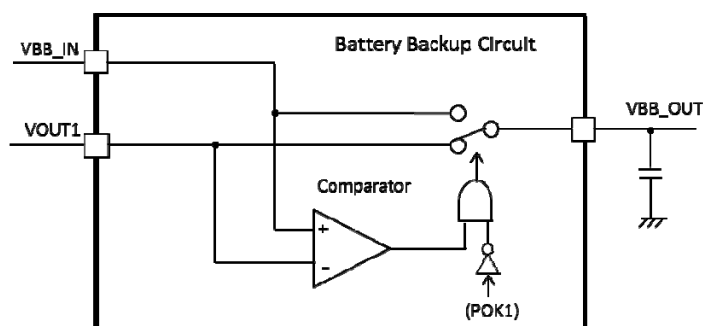 Battery Backup Circuit
VBB_IN
VOUT1
VBB_OUT
Comparator
+
-
(POK1)